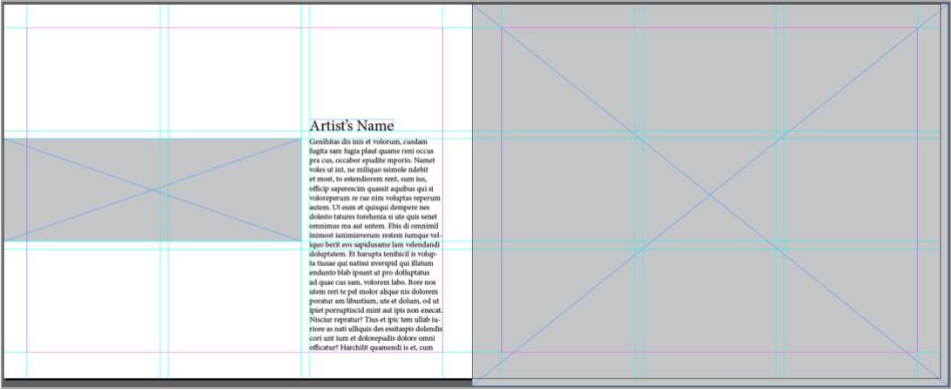 Artist's Name
Genihitas dis inis et volorum, cusdam
fugita sam fugia plaut quame reni occus
pra cus, occabor epudite mporio. Namet
voles ut int, ne miliquo ssimole ndebit
et most, to estendiorem rent, sum ius,
officip saperescim quassit aquibus qui si
voloreperum re rae nim voluptas reperum
autem. Ut eum et quisqui dempere nes
dolesto tatures torehenia si ute quis senet
omnimus ma aut untem. Ebis di omnimil
inimost ianiminverum restem iumque vel-
iquo berit eos sapidusame lam velendandi
doluptatem. Et harupta tenihicil is volup-
ta tiusae qui natissi nverspid qui illatum
endunto blab ipsunt ut pro dolluptatus
ad quae cus sam, volorem labo. Bore nos
utem reri te pel molor alique nis dolorem
poratur am libustium, ute et dolum, od ut
ipiet porruptiscid mint aut ipis non enecat.
Nisciur repratur? Tius et ipic tem ullab iu-
riore as nati ulliquis des essitaspis dolendis
cori unt ium et dolorepudis dolore omni
officatur? Harchilit quamendi is et, cum